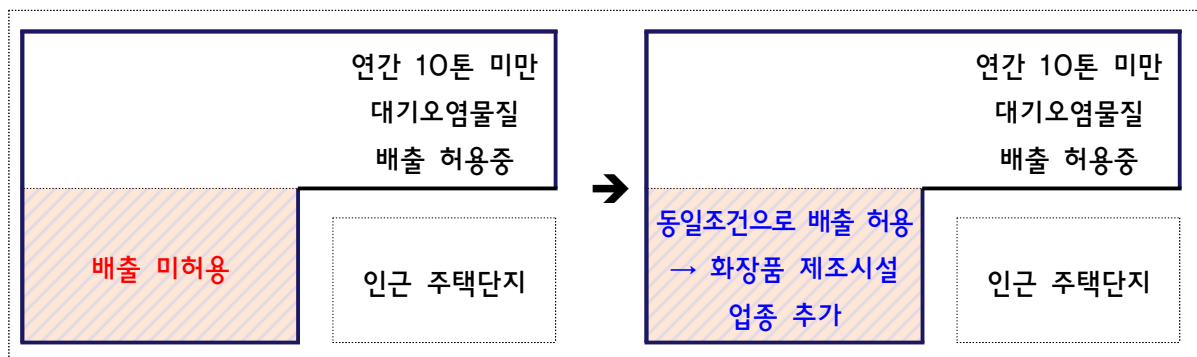 연간 10톤 미만
대기오염물질
배출 허용중
배출 미허용
인근 주택단지
➔
연간 10톤 미만
대기오염물질
배출 허용중
동일조건으로 배출 허용
→ 화장품 제조시설
업종 추가
인근 주택단지